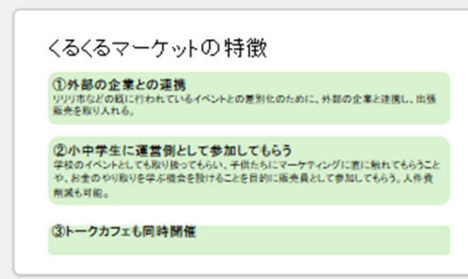 くるくるマーケットの特徴
①外部の企業との連携
リリリ市などの既に行われているイベントとの差別化のために、外部の企業と連携し、出張
販売を取り入れる。
②小中学生に運営側として参加してもらう
学校のイベントとしても取り扱ってもらい、子供たちにマーケティングに直に触れてもらうこと
や、お金のやり取りを学ぶ機会を設けることを目的に販売員として参加してもらう。人件費
削減も可能。
③トークカフェも同時開催